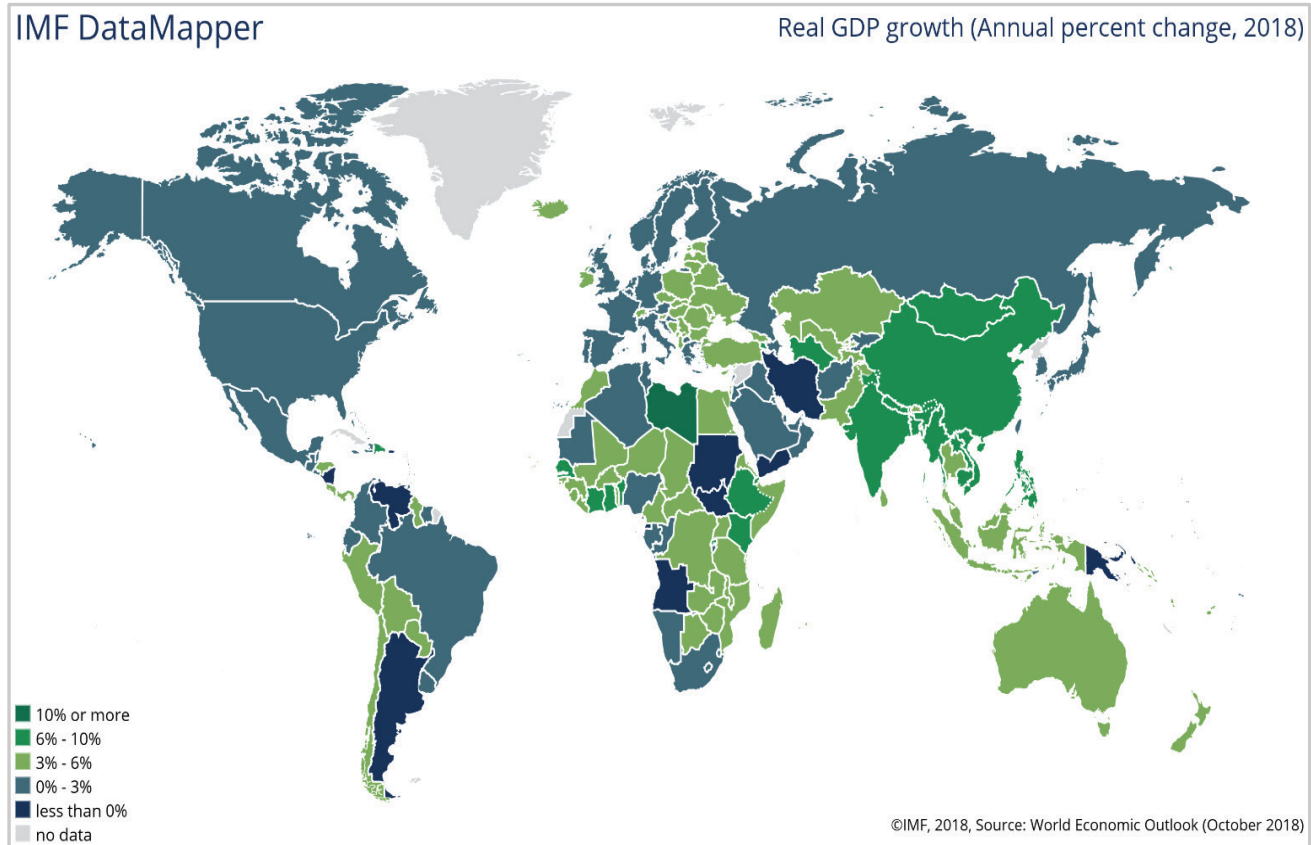 IMF DataMapper
Real GDP growth (Annual percent change, 2018)
10% or more
6% - 10%
3% - 6%
0% - 3%
less than 0%
no data
©IMF, 2018, Source: World Economic Outlook (October 2018)